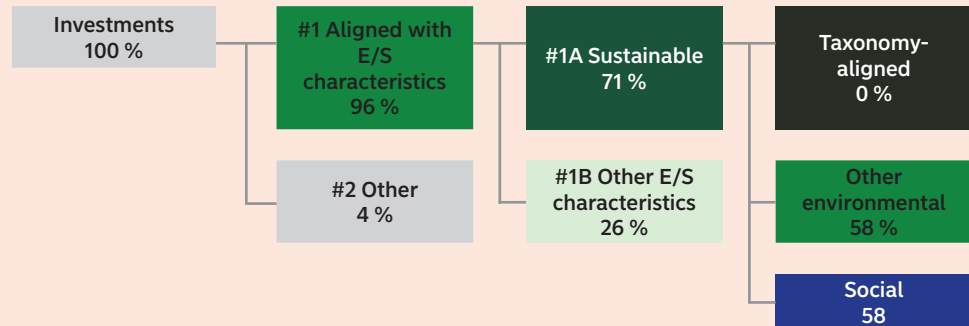 Investments
100 %
#1 Aligned with
E/S
characteristics
96 %
#1A Sustainable
71 %
Taxonomy-
aligned
0 %
#2 Other
4 %
#1B Other E/S
characteristics
26 %
Other
environmental
58 %
Social
58